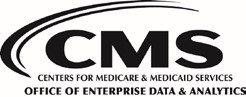 CMS
CENTERS FOR MEDICARE & MEDICAID SERVICES
OFFICE OF ENTERPRISE DATA & ANALYTICS